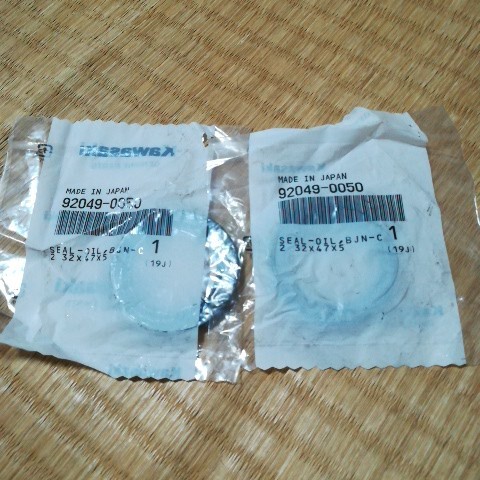 Kawasaki
MADE IN JAPAN
92049-0050
SEAL-OIL,BJN-C 1
2 32X47X5 (19J)
MADE IN JAPAN
92049-0050
SEAL-OIL,BJN-C 1
2 32X47X5 (19J)